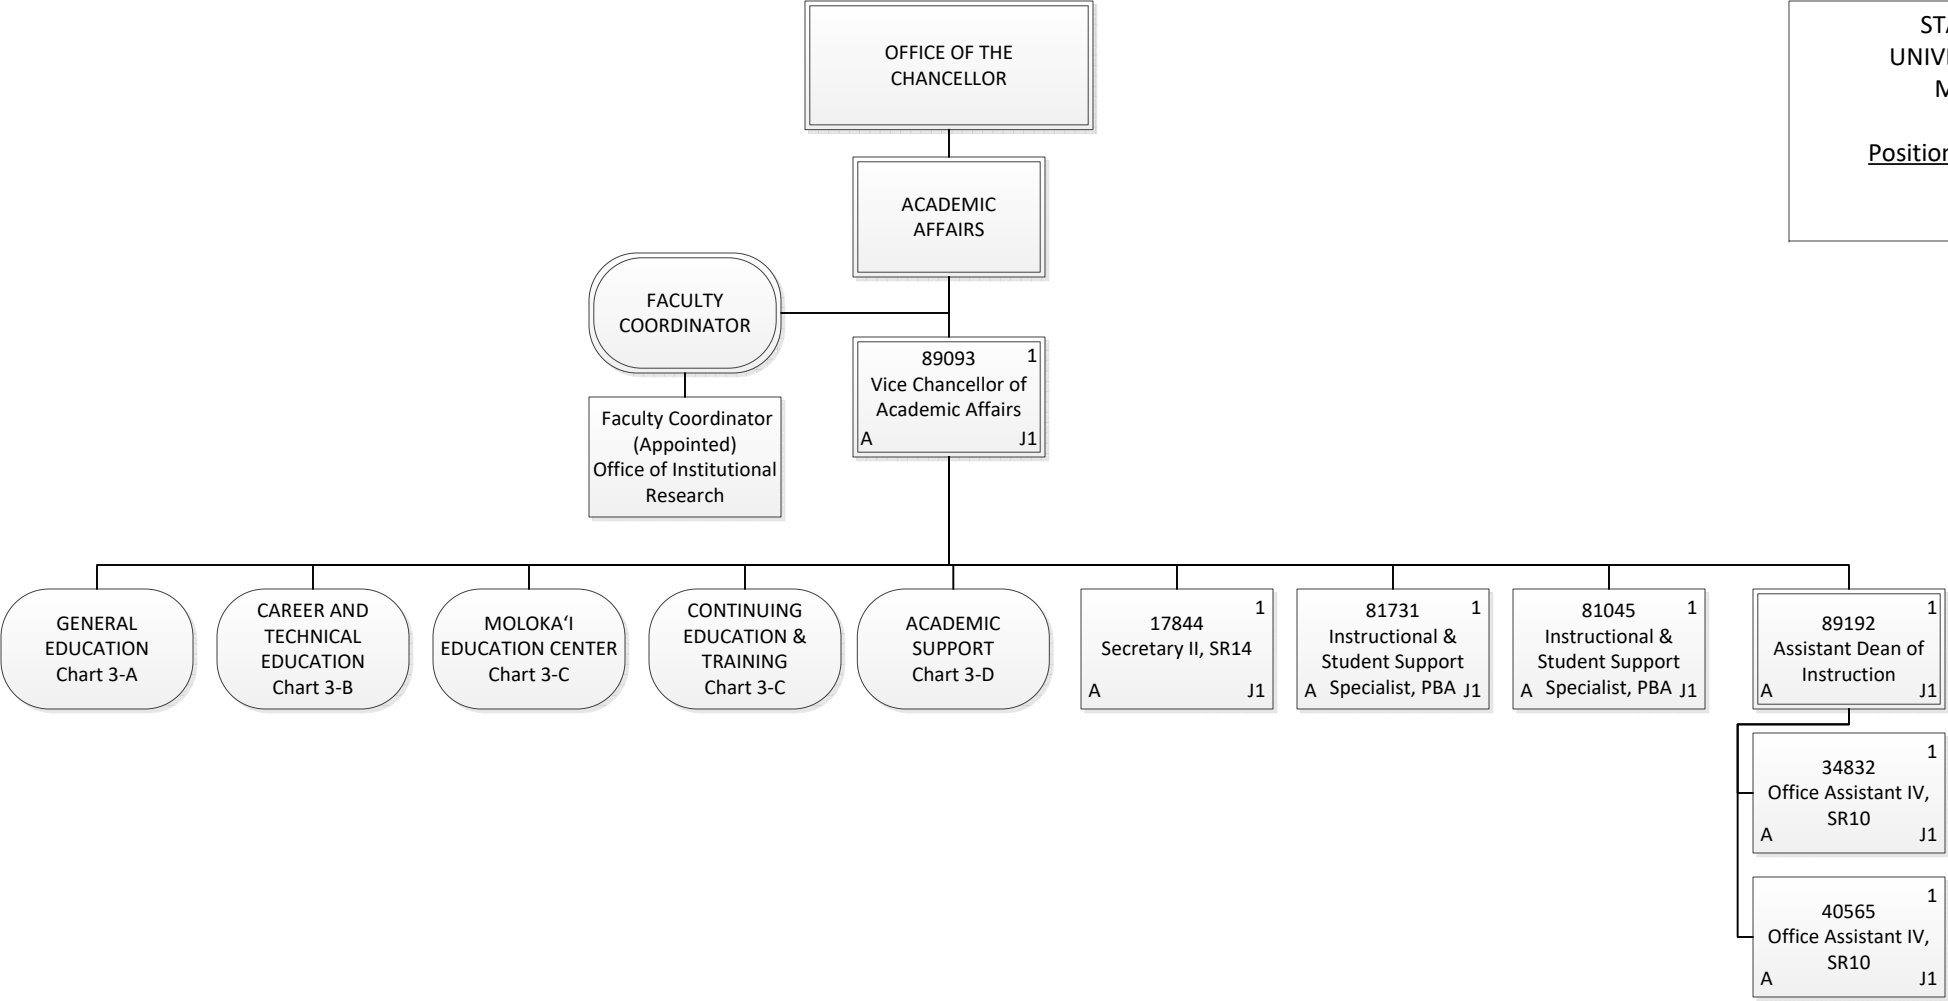 OFFICE OF THE
CHANCELLOR
UNIV
Position
ACADEMIC
AFFAIRS
FACULTY
COORDINATOR
Faculty Coordinator
(Appointed)
Office of Institutional
Research
89093 1
Vice Chancellor of
Academic Affairs
A J1
GENERAL
EDUCATION
Chart 3-A
CAREER AND
TECHNICAL
EDUCATION
Chart 3-B
MOLOKAʻI
EDUCATION CENTER
Chart 3-C
CONTINUING
EDUCATION &
TRAINING
Chart 3-C
ACADEMIC
SUPPORT
Chart 3-D
1
17844
Secretary II, SR14
A J1
81731 1
Instructional &
Student Support
A Specialist, PBA J1
81045 1
Instructional &
Student Support
A Specialist, PBA J1
1
89192
Assistant Dean of
Instruction
A J1
1
34832
Office Assistant IV,
SR10
A J1
1
40565
Office Assistant IV,
SR10
A J1